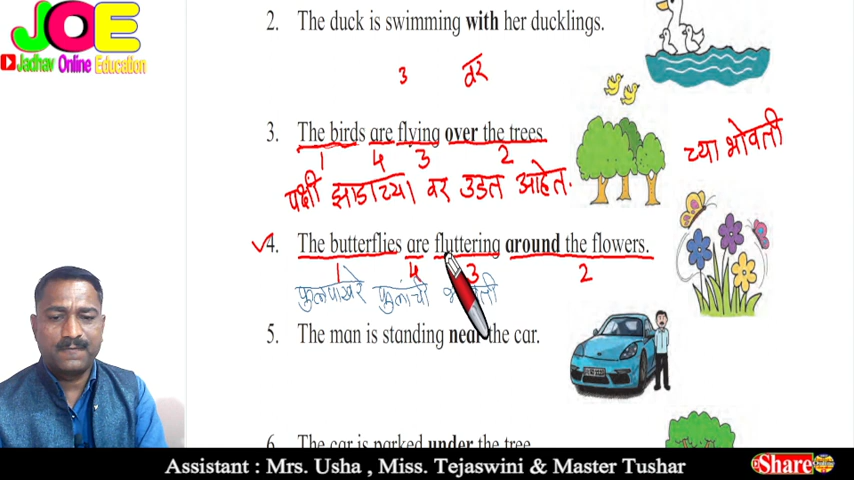 JOE
Jadhav Online Education
2. The duck is swimming with her ducklings.
3 वर
3. The birds are flying over the trees
1 4 3 2
च्या भोवती
पक्षी झाडाच्या वर उडत आहेत.
4. The butterflies are fluttering around the flowers.
1 4 3 2
फुलपाखरे फुलांची
5. The man is standing near the car.
6. The car is parked under the tree
Assistant : Mrs. Usha , Miss. Tejaswini & Master Tushar
Share